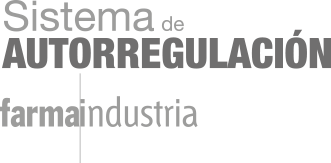 Sistema de
AUTORREGULACIÓN
farmaindustria